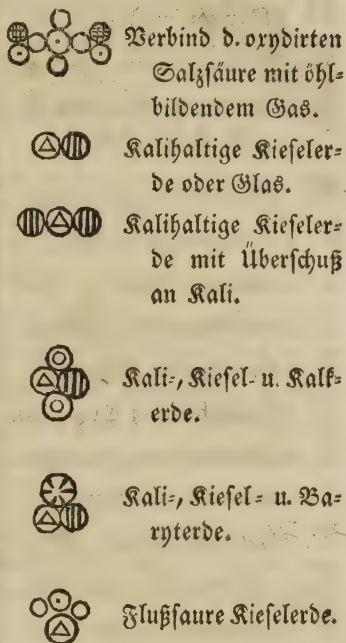 Verbind d. oxydirten
Salzsäure mit öhl-
bildendem Gas.
Kalihaltige Kieseler-
de oder Glas.
Kalihaltige Kieseler-
de mit Überschuß
an Kali.
Kali-, Kiesel- u. Kalk-
erde.
Kali-, Kiesel- u. Ba-
ryterde.
Flußsaure Kieselerde.